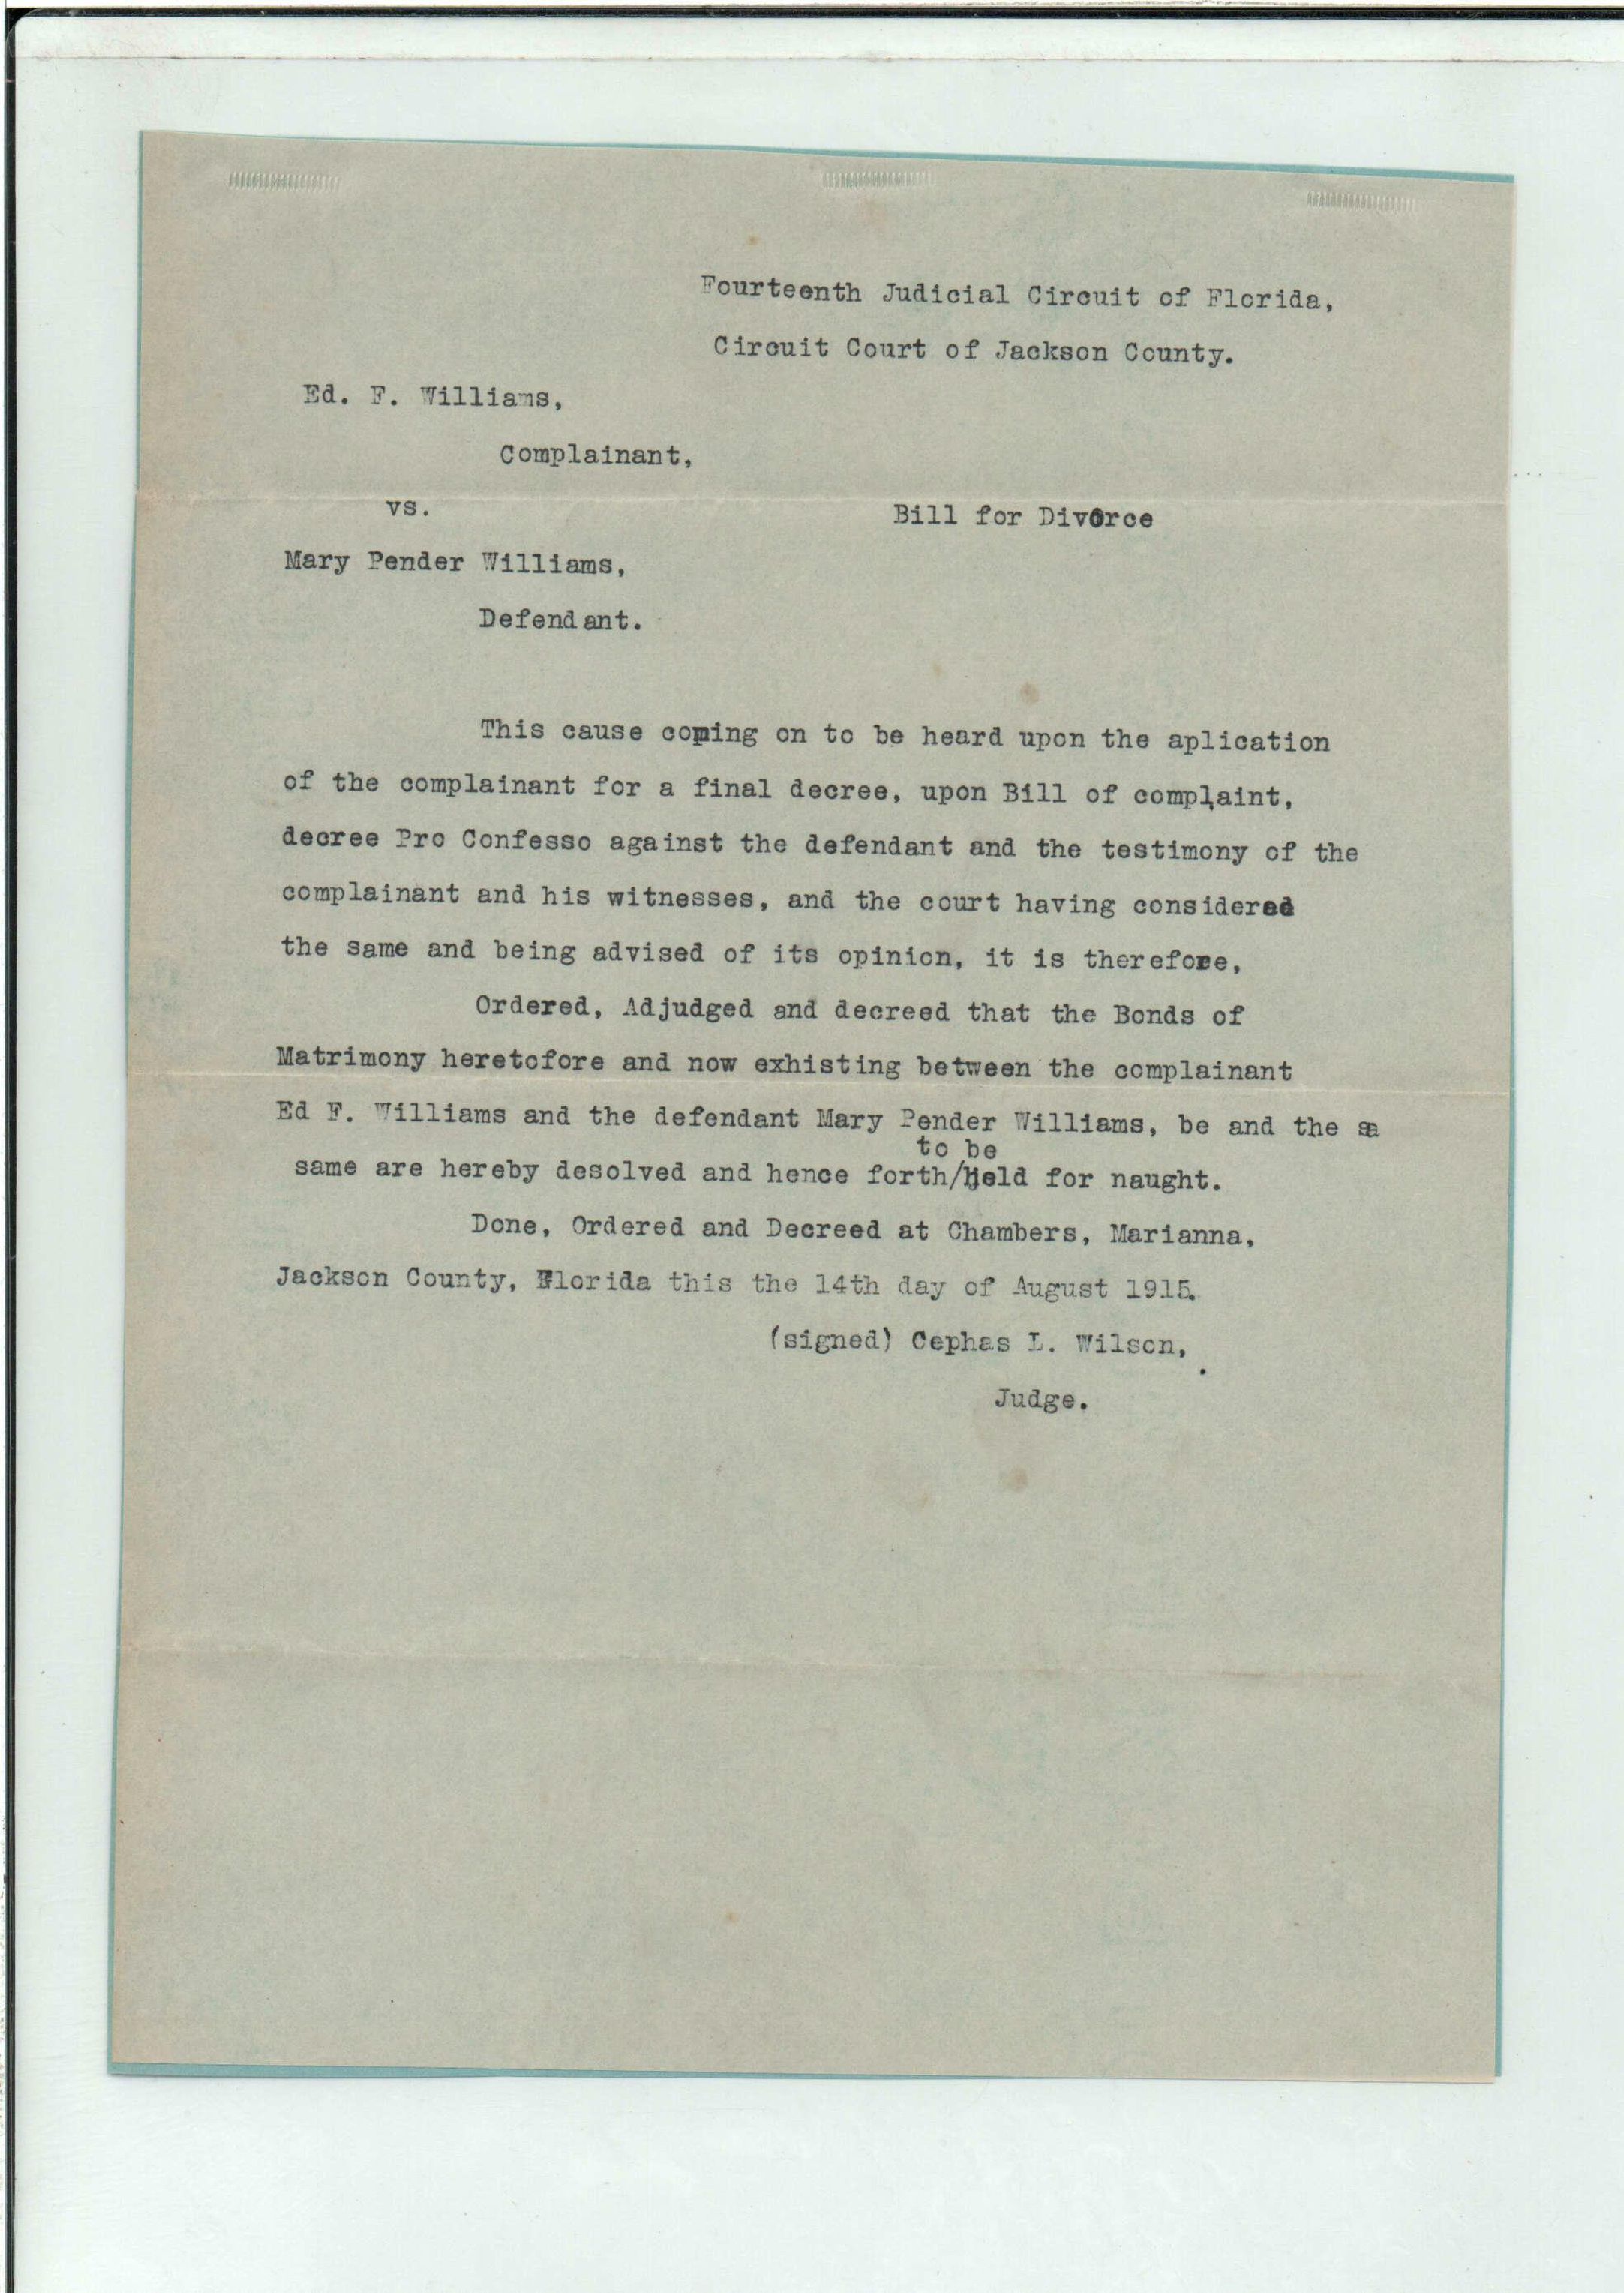 Fourteenth Judicial Circuit of Florida,
Circuit Court of Jackson County.
Ed. F. Williams,
Complainant,
vs.
Bill for Divorce
Mary Pender Williams,
Defendant.
This cause coming on to be heard upon the aplication
of the complainant for a final decree, upon Bill of complaint,
decree Pro Confesso against the defendant and the testimony of the
complainant and his witnesses, and the court having considered
the same and being advised of its opinion, it is therefore,
Ordered, Adjudged and decreed that the Bonds of
Matrimony heretofore and now exhisting between the complainant
Ed F. Williams and the defendant Mary Pender Williams, be and the sa
to be
same are hereby desolved and hence forth/held for naught.
Done, Ordered and Decreed at Chambers, Marianna,
Jackson County, Florida this the 14th day of August 1915.
(signed) Cephas L. Wilson,
Judge.